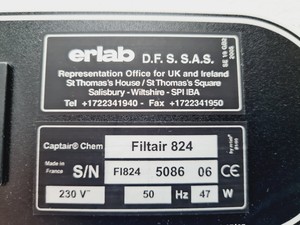 erlab D.F.S. S.A.S.
Representation Office for UK and Ireland
St Thomas's House / St Thomas's Square
Salisbury - Wiltshire - SPI IBA
Tel +1722341940 - Fax +1722341950
Captair® Chem Filtair 824
Made in France S/N FI824 5086 06 CE
230 V~ 50 Hz 47 W